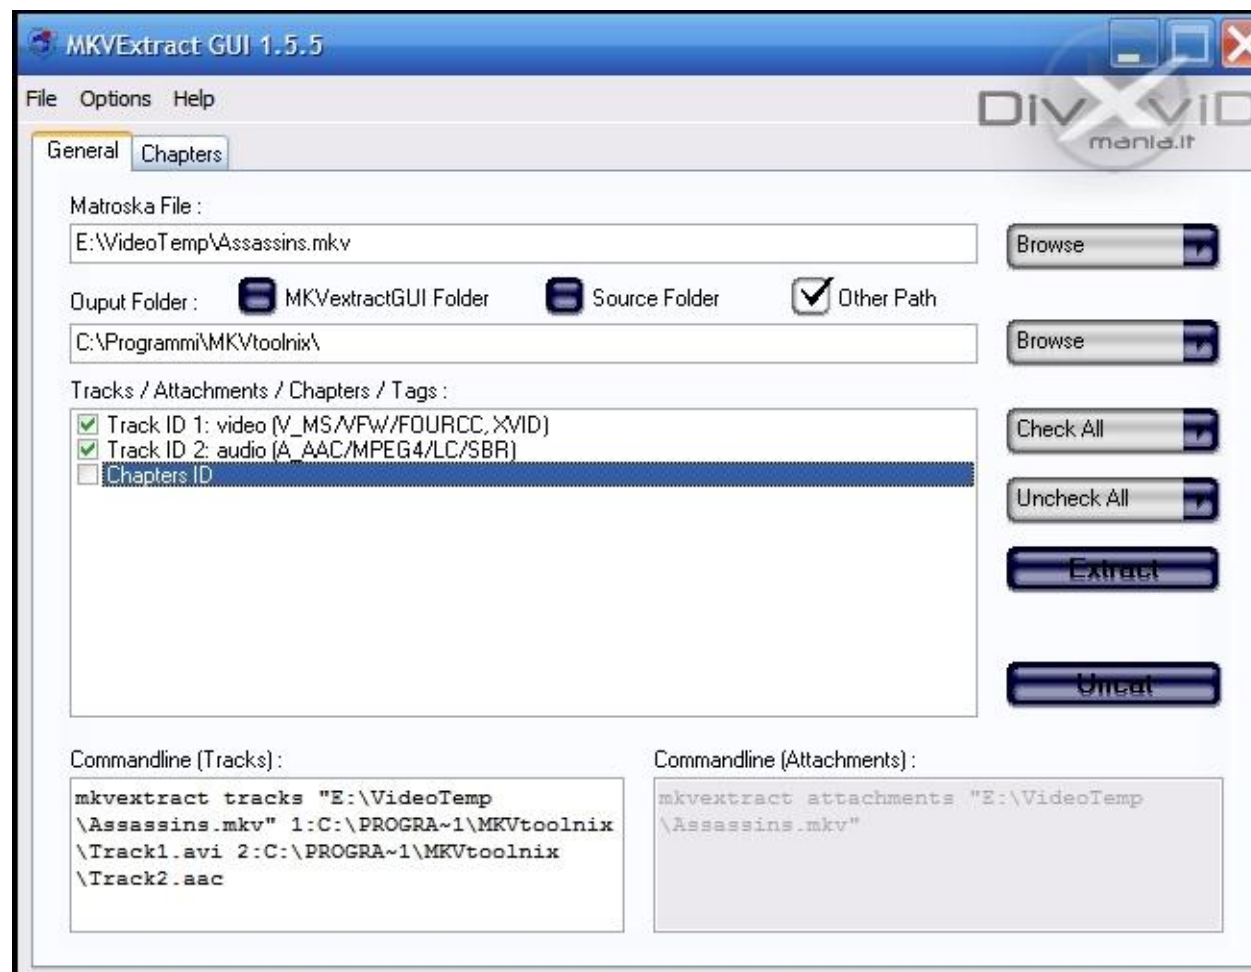 MKVExtract GUI 1.5.5
File Options Help
DivXviD
mania.it
General Chapters
Matroska File :
E:\VideoTemp\Assassins.mkv
Browse
Ouput Folder :
MKVextractGUI Folder
Source Folder
Other Path
C:\Programmi\MKVtoolnix\
Browse
Tracks / Attachments / Chapters / Tags :
Track ID 1: video (V_MS/VFW/FOURCC, XVID)
Track ID 2: audio (A_AAC/MPEG4/LC/SBR)
Chapters ID
Check All
Uncheck All
Extract
Uncat
Commandline (Tracks) :
mkvextract tracks "E:\VideoTemp
\Assassins.mkv" 1:C:\PROGRA~1\MKVtoolnix
\Track1.avi 2:C:\PROGRA~1\MKVtoolnix
\Track2.aac
Commandline (Attachments) :
mkvextract attachments "E:\VideoTemp
\Assassins.mkv"